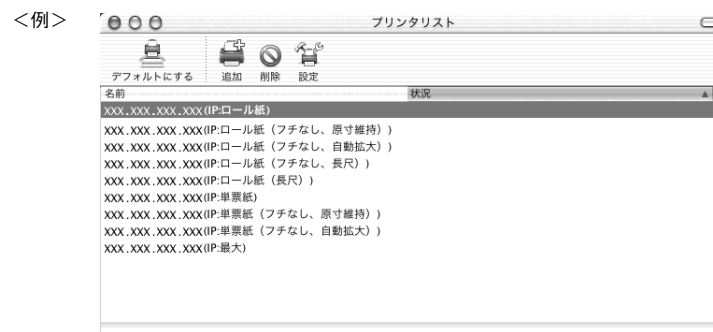 ＜例＞
プリンタリスト
デフォルトにする 追加 削除 設定
名前 状況
XXX.XXX.XXX.XXX(IP:ロール紙)
XXX.XXX.XXX.XXX(IP:ロール紙（フチなし、原寸維持）)
XXX.XXX.XXX.XXX(IP:ロール紙（フチなし、自動拡大）)
XXX.XXX.XXX.XXX(IP:ロール紙（フチなし、長尺）)
XXX.XXX.XXX.XXX(IP:ロール紙（長尺）)
XXX.XXX.XXX.XXX(IP:単票紙)
XXX.XXX.XXX.XXX(IP:単票紙（フチなし、原寸維持）)
XXX.XXX.XXX.XXX(IP:単票紙（フチなし、自動拡大）)
XXX.XXX.XXX.XXX(IP:最大)